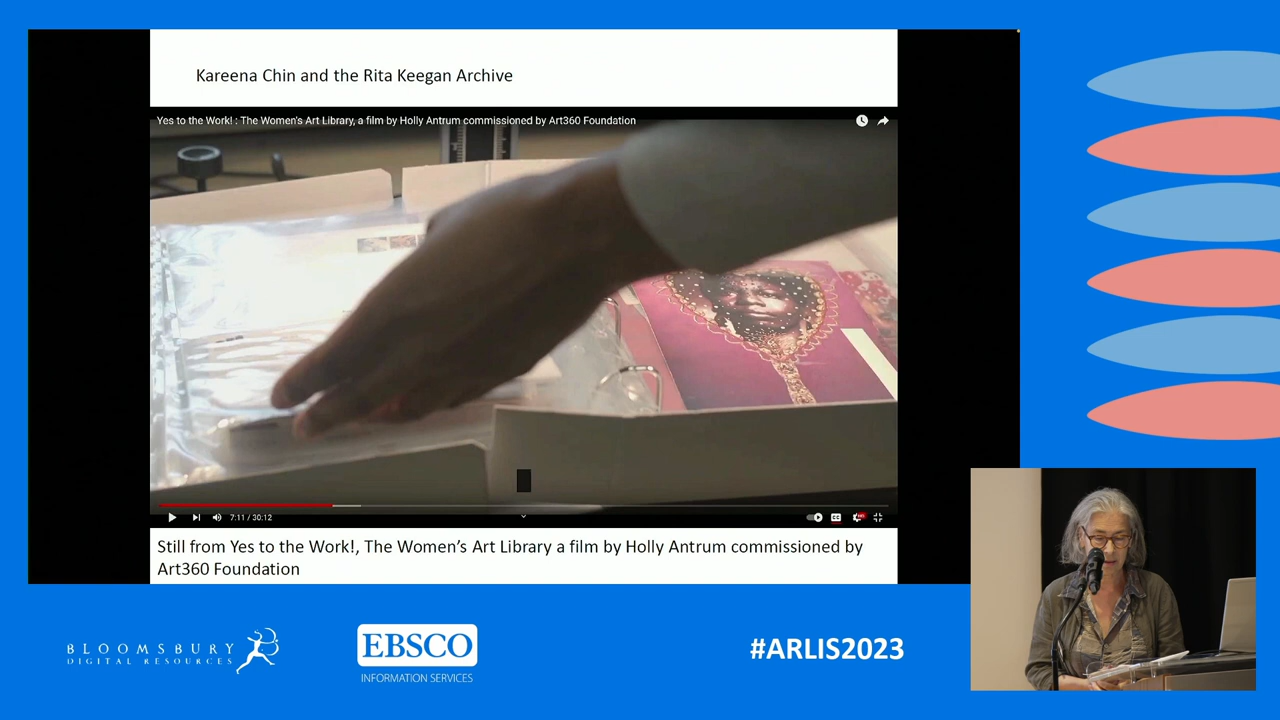 Kareena Chin and the Rita Keegan Archive
Yes to the Work! : The Women's Art Library, a film by Holly Antrum commissioned by Art360 Foundation
7:11 / 30:12
CC
HD
Still from Yes to the Work!, The Women's Art Library a film by Holly Antrum commissioned by
Art360 Foundation
BLOOMSBURY
DIGITAL RESOURCES
EBSCO
INFORMATION SERVICES
#ARLIS2023